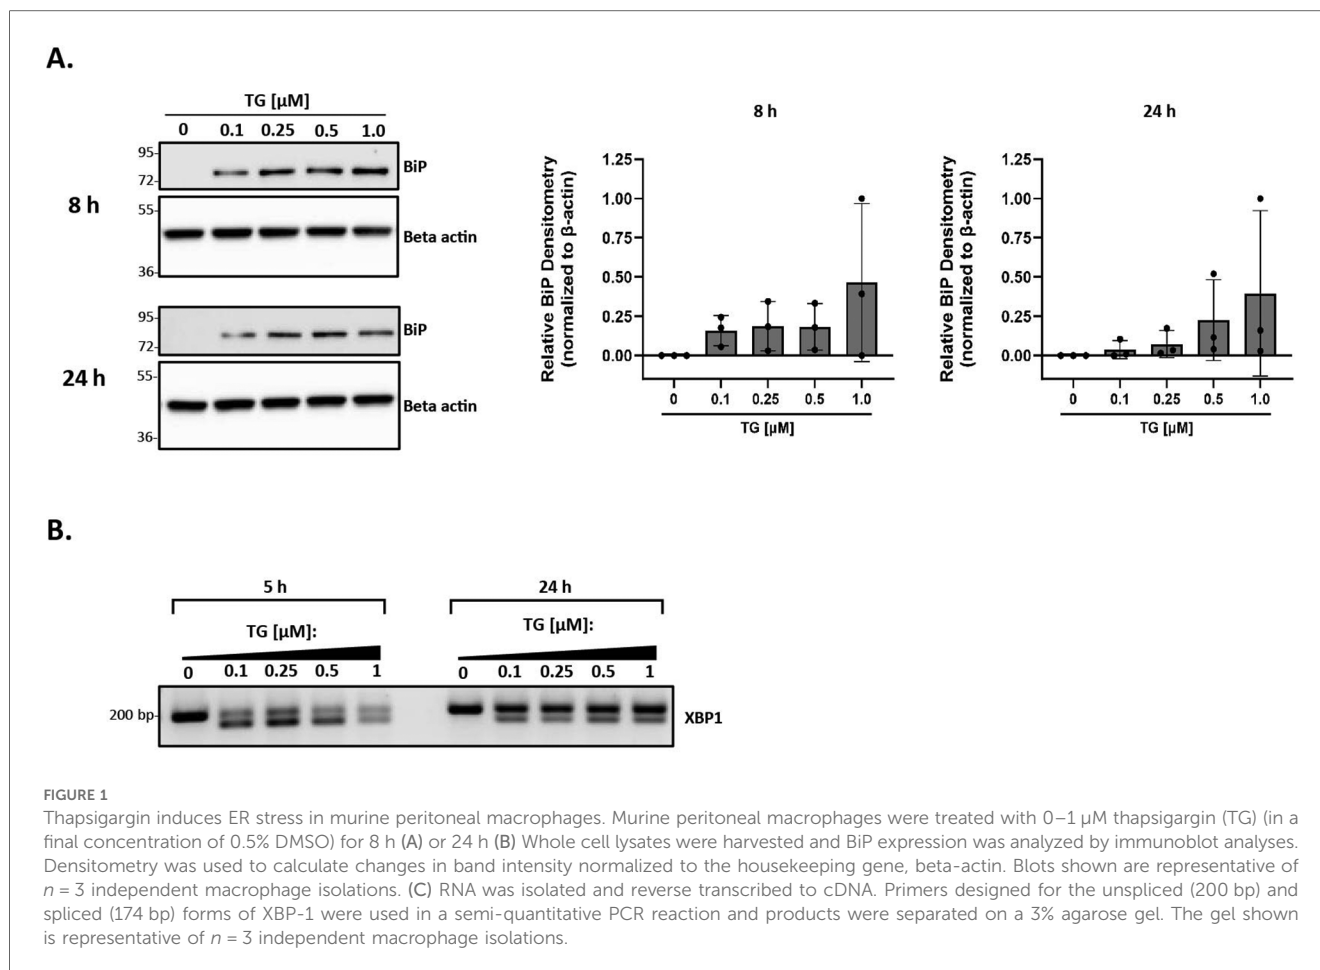 A.
TG [µM]
0 0.1 0.25 0.5 1.0
8 h
95-
72-
BiP
55-
36-
Beta actin
24 h
95-
72-
BiP
55-
36-
Beta actin
8 h
Relative BiP Densitometry
(normalized to β-actin)
1.25
1.00
0.75
0.50
0.25
0.00
0 0.1 0.25 0.5 1.0
TG [µM]
24 h
Relative BiP Densitometry
(normalized to β-actin)
1.25
1.00
0.75
0.50
0.25
0.00
0 0.1 0.25 0.5 1.0
TG [µM]
B.
5 h
TG [µM]:
0 0.1 0.25 0.5 1
24 h
TG [µM]:
0 0.1 0.25 0.5 1
200 bp-
XBP1
FIGURE 1
Thapsigargin induces ER stress in murine peritoneal macrophages. Murine peritoneal macrophages were treated with 0–1 µM thapsigargin (TG) (in a
final concentration of 0.5% DMSO) for 8 h (A) or 24 h (B) Whole cell lysates were harvested and BiP expression was analyzed by immunoblot analyses.
Densitometry was used to calculate changes in band intensity normalized to the housekeeping gene, beta-actin. Blots shown are representative of
n = 3 independent macrophage isolations. (C) RNA was isolated and reverse transcribed to cDNA. Primers designed for the unspliced (200 bp) and
spliced (174 bp) forms of XBP-1 were used in a semi-quantitative PCR reaction and products were separated on a 3% agarose gel. The gel shown
is representative of n = 3 independent macrophage isolations.